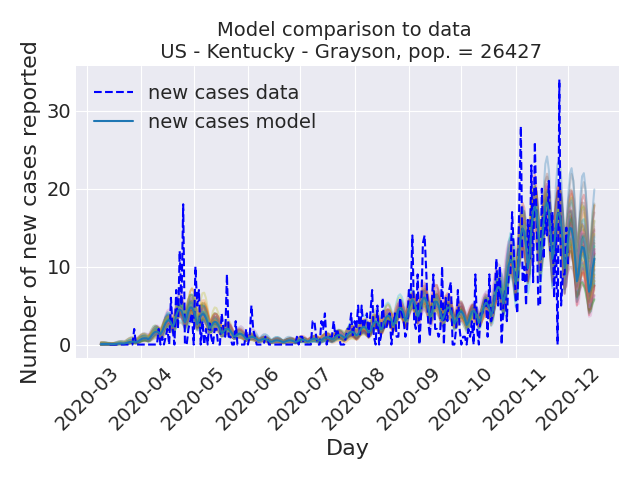 Model comparison to data
US - Kentucky - Grayson, pop. = 26427
Number of new cases reported
new cases data
new cases model
30
20
10
0
2020-03
2020-04
2020-05
2020-06
2020-07
2020-08
2020-09
2020-10
2020-11
2020-12
Day